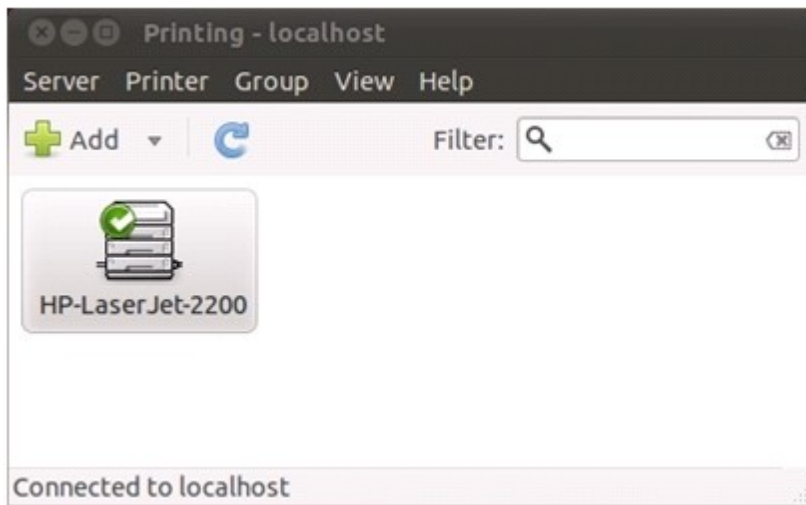 Printing - localhost
Server Printer Group View Help
Add Filter:
HP-LaserJet-2200
Connected to localhost